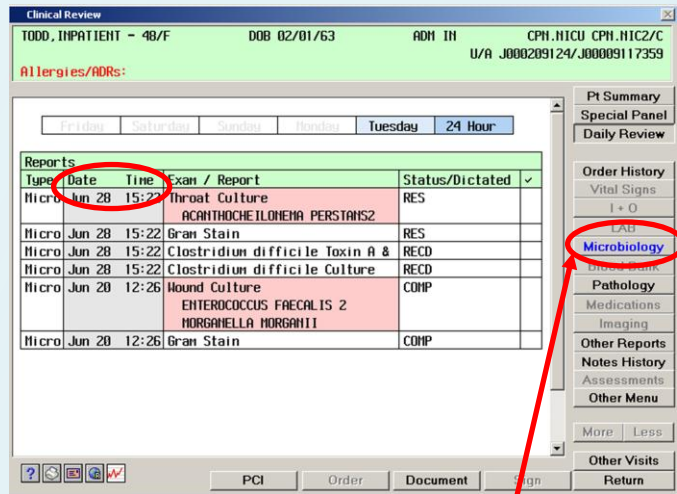 Clinical Review
TODD,INPATIENT - 48/F DOB 02/01/63 ADM IN CPN.NICU CPN.NIC2/C
U/A J000209124/J00009117359
Allergies/ADRs:
Pt Summary
Special Panel
Daily Review
Friday Saturday Sunday Monday Tuesday 24 Hour
Reports
Type Date Time Exam / Report Status/Dictated ✓
Micro Jun 28 15:22 Throat Culture RES
ACANTHOCHEILONEMA PERSTANS2
Micro Jun 28 15:22 Gram Stain RES
Micro Jun 28 15:22 Clostridium difficile Toxin A & RECD
Micro Jun 28 15:22 Clostridium difficile Culture RECD
Micro Jun 20 12:26 Wound Culture COMP
ENTEROCOCCUS FAECALIS 2
MORGANELLA MORGANII
Micro Jun 20 12:26 Gram Stain COMP
Order History
Vital Signs
I + O
LAB
Microbiology
Blood Bank
Pathology
Medications
Imaging
Other Reports
Notes History
Assessments
Other Menu
More Less
Other Visits
PCI Order Document Sign Return